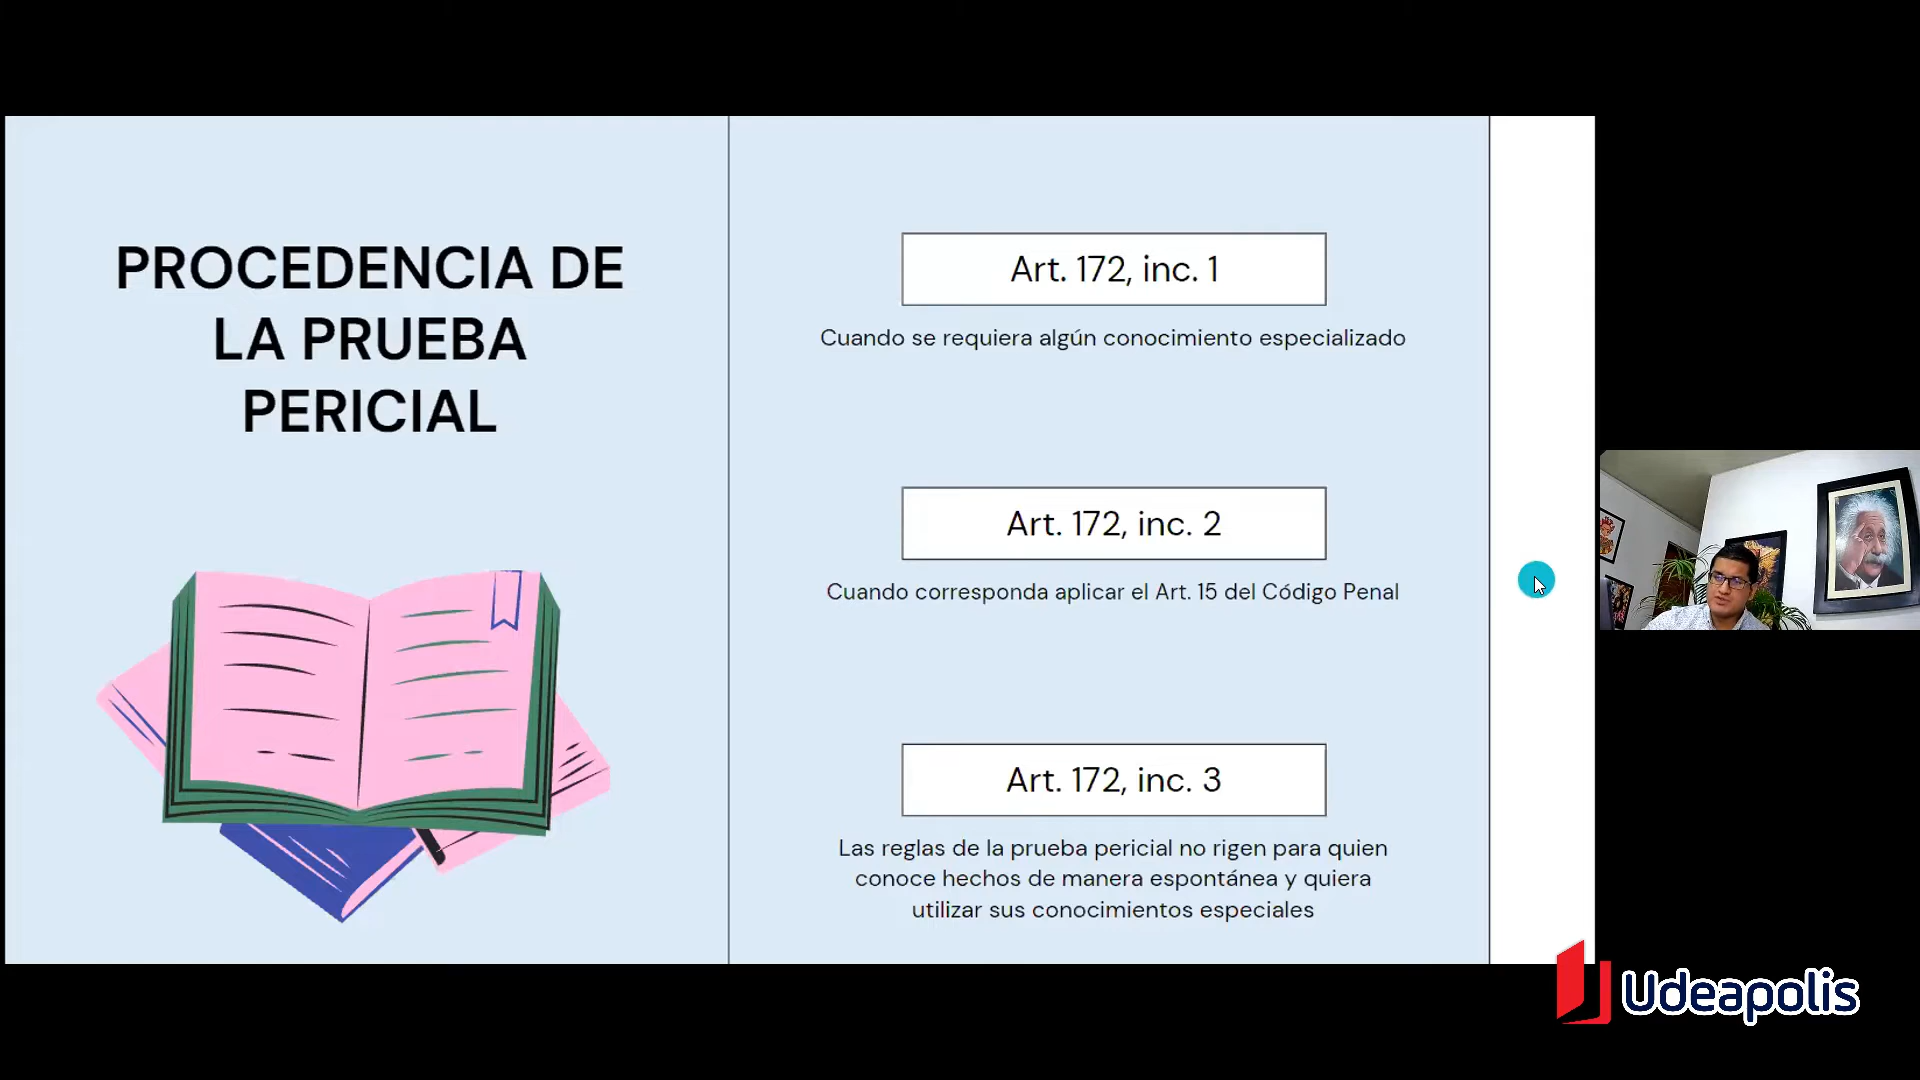 PROCEDENCIA DE
LA PRUEBA
PERICIAL
Art. 172, inc. 1
Cuando se requiera algún conocimiento especializado
Art. 172, inc. 2
Cuando corresponda aplicar el Art. 15 del Código Penal
Art. 172, inc. 3
Las reglas de la prueba pericial no rigen para quien
conoce hechos de manera espontánea y quiera
utilizar sus conocimientos especiales
Udeapolis